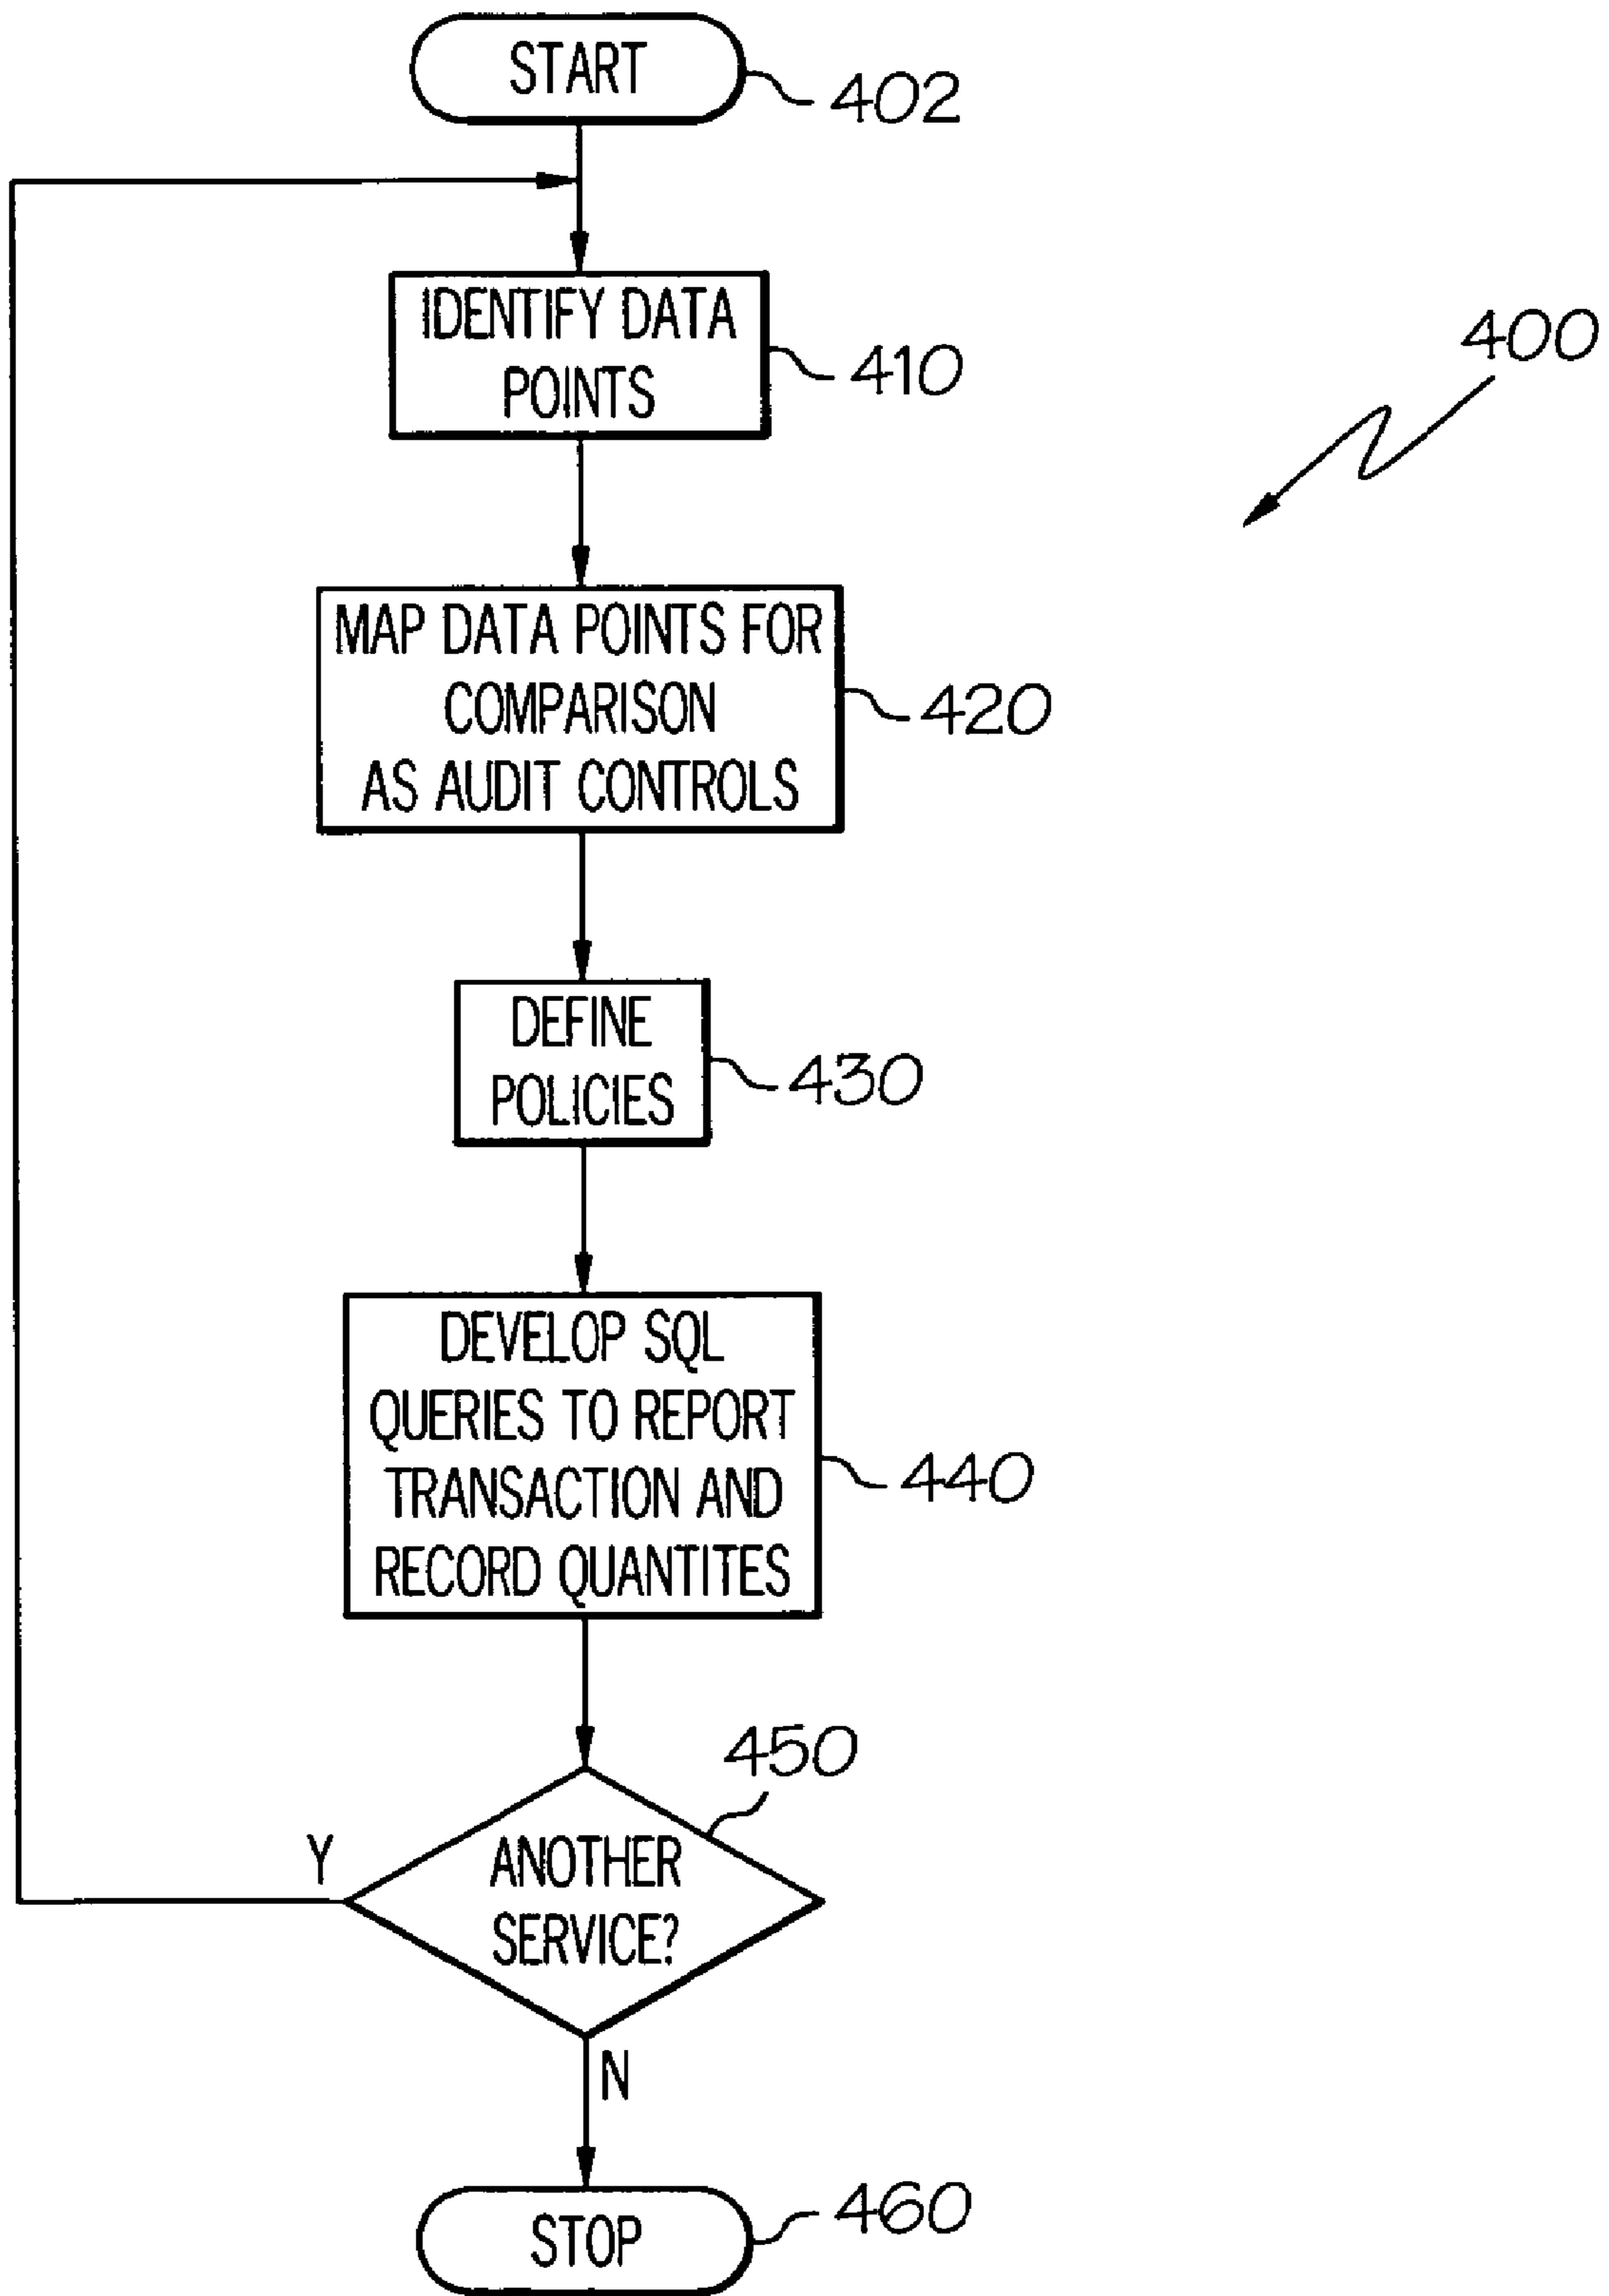 START
402
IDENTIFY DATA
POINTS
410
400
MAP DATA POINTS FOR
COMPARISON
AS AUDIT CONTROLS
420
DEFINE
POLICIES
430
DEVELOP SQL
QUERIES TO REPORT
TRANSACTION AND
RECORD QUANTITES
440
450
ANOTHER
SERVICE?
Y
N
STOP
460